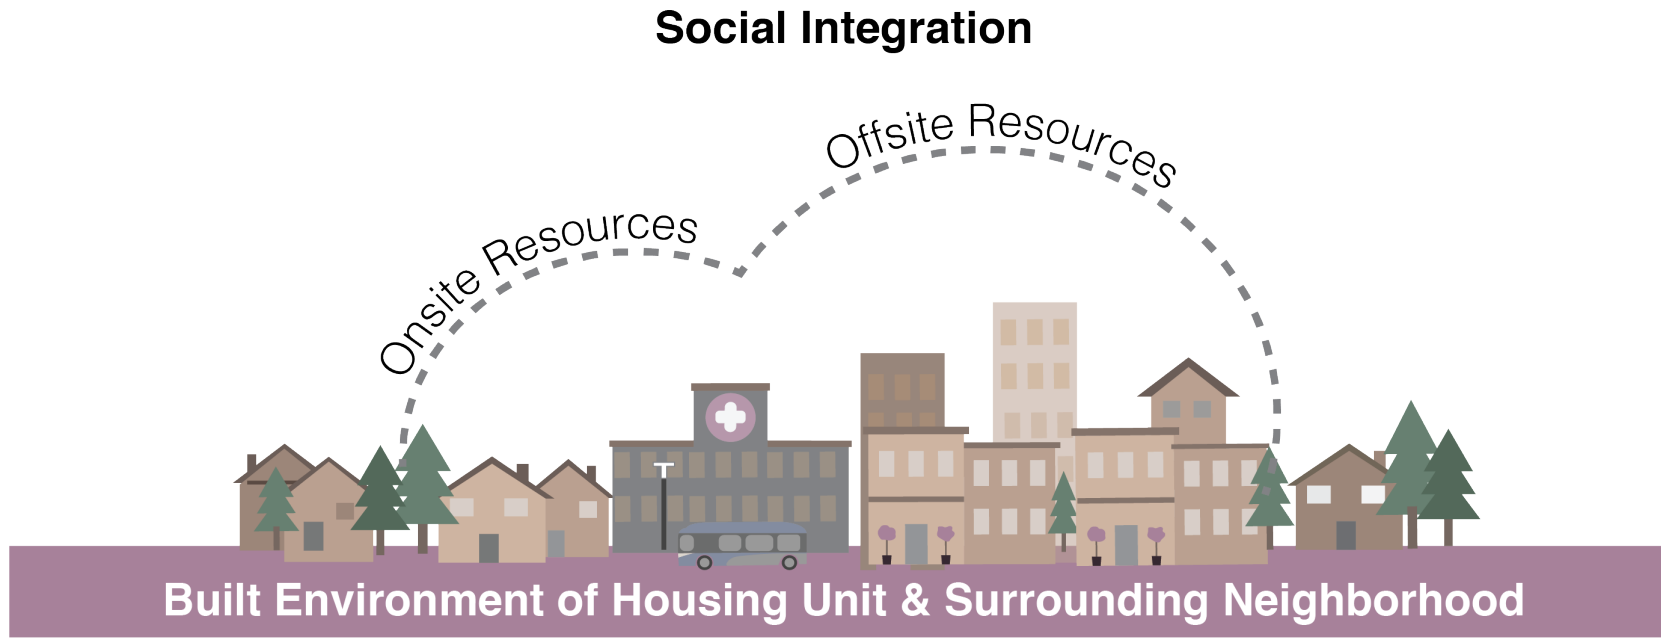 Social Integration
Offsite Resources
Onsite Resources
Built Environment of Housing Unit & Surrounding Neighborhood